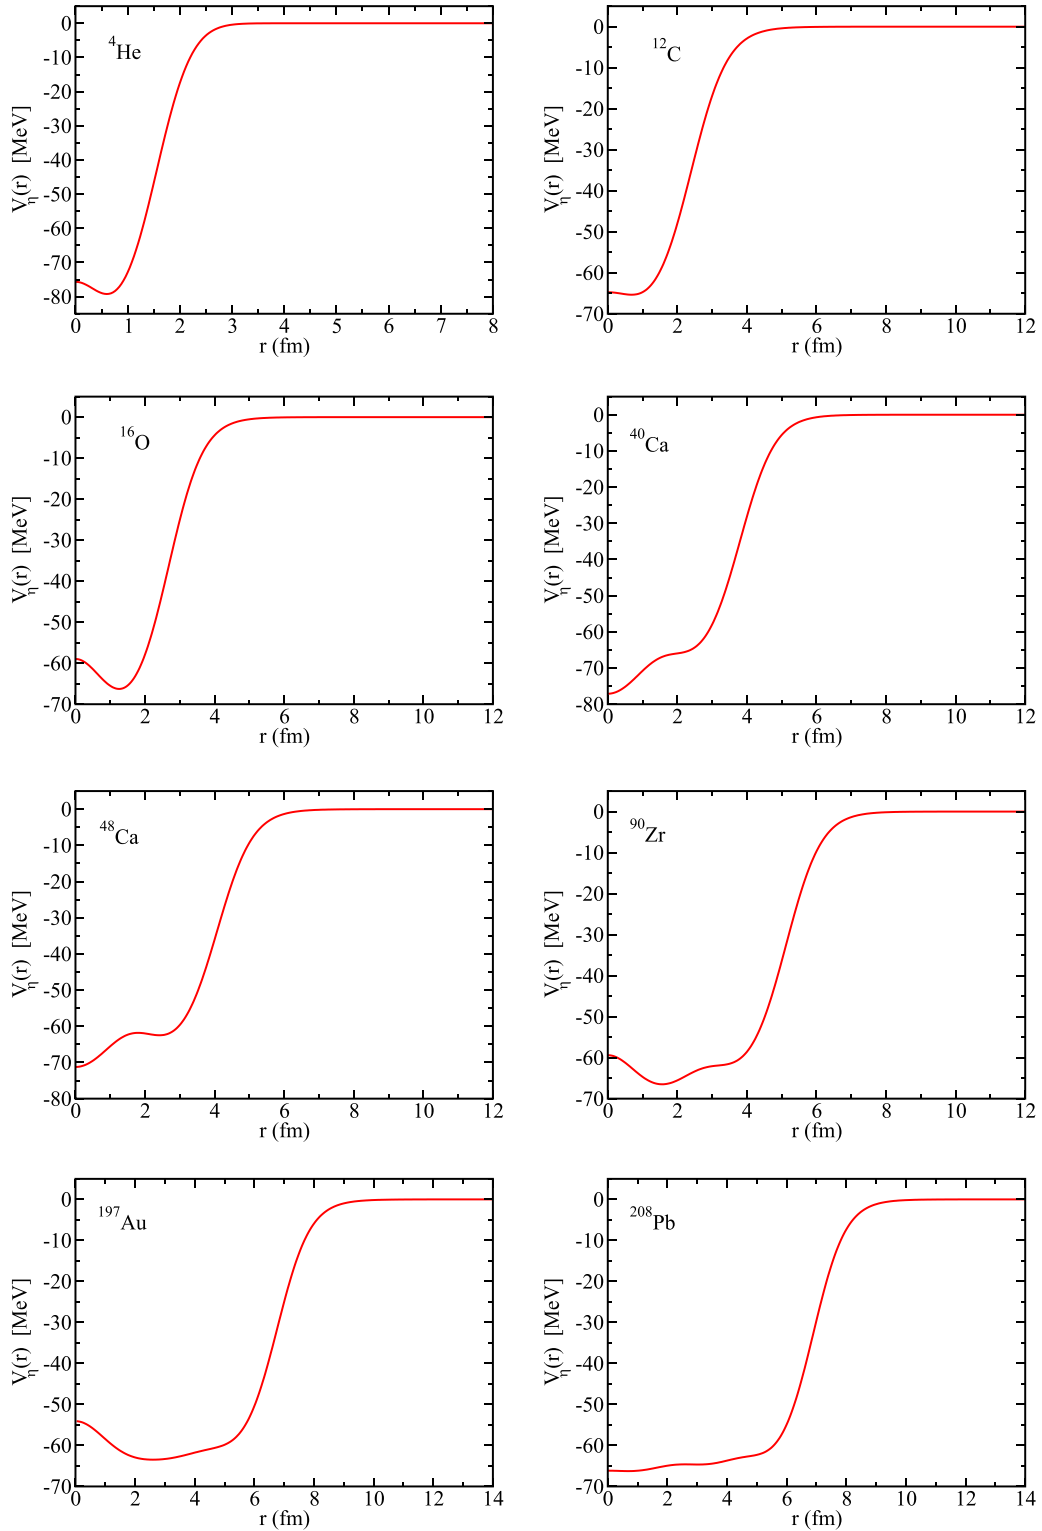 ⁴He
V_η(r) [MeV]
0
-10
-20
-30
-40
-50
-60
-70
-80
0 1 2 3 4 5 6 7 8
r (fm)
¹²C
V_η(r) [MeV]
0
-10
-20
-30
-40
-50
-60
-70
0 2 4 6 8 10 12
r (fm)
¹⁶O
V_η(r) [MeV]
0
-10
-20
-30
-40
-50
-60
-70
0 2 4 6 8 10 12
r (fm)
⁴⁰Ca
V_η(r) [MeV]
0
-10
-20
-30
-40
-50
-60
-70
-80
0 2 4 6 8 10 12
r (fm)
⁴⁸Ca
V_η(r) [MeV]
0
-10
-20
-30
-40
-50
-60
-70
-80
0 2 4 6 8 10 12
r (fm)
⁹⁰Zr
V_η(r) [MeV]
0
-10
-20
-30
-40
-50
-60
-70
0 2 4 6 8 10 12
r (fm)
¹⁹⁷Au
V_η(r) [MeV]
0
-10
-20
-30
-40
-50
-60
-70
0 2 4 6 8 10 12 14
r (fm)
²⁰⁸Pb
V_η(r) [MeV]
0
-10
-20
-30
-40
-50
-60
-70
0 2 4 6 8 10 12 14
r (fm)